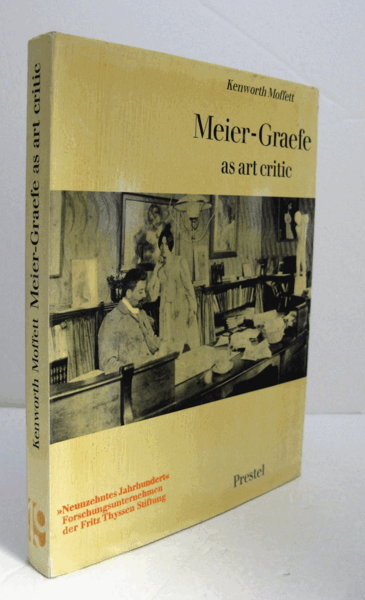 Kenworth Moffett
Meier-Graefe
as art critic
Prestel
»Neunzehntes Jahrhundert«
Forschungsunternehmen
der Fritz Thyssen Stiftung
Kenworth Moffett Meier-Graefe as art critic
19